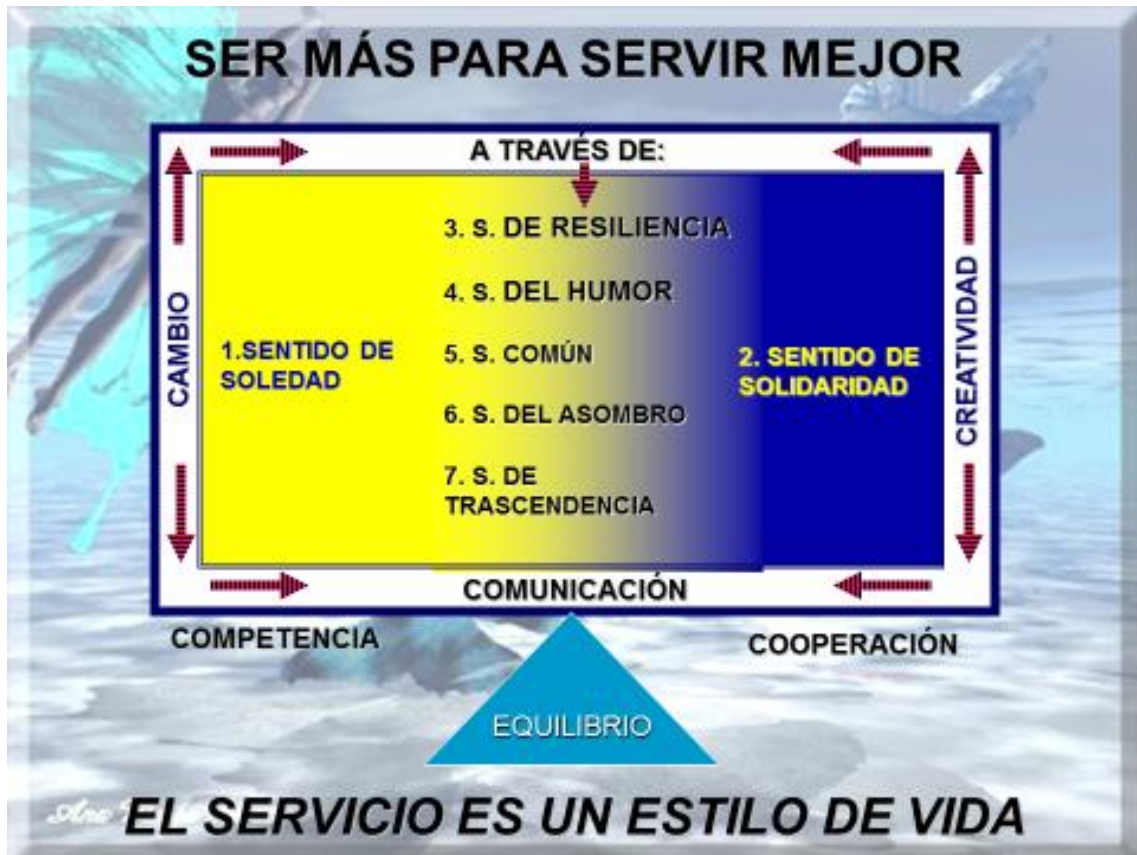 SER MÁS PARA SERVIR MEJOR
A TRAVÉS DE:
CAMBIO
1.SENTIDO DE
SOLEDAD
3. S. DE RESILIENCIA
4. S. DEL HUMOR
5. S. COMÚN
6. S. DEL ASOMBRO
7. S. DE
TRASCENDENCIA
2. SENTIDO DE
SOLIDARIDAD
CREATIVIDAD
COMUNICACIÓN
COMPETENCIA
COOPERACIÓN
EQUILIBRIO
Ana
EL SERVICIO ES UN ESTILO DE VIDA